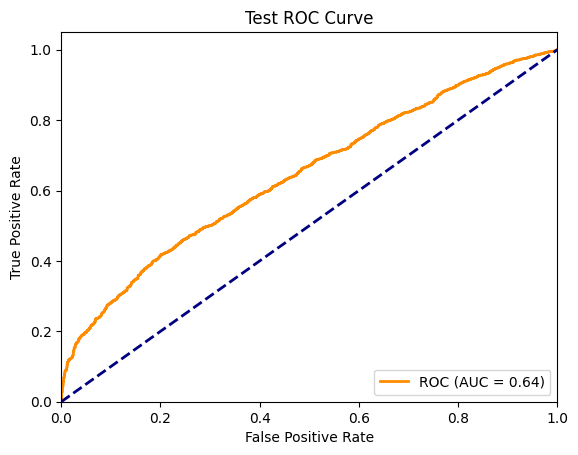 Test ROC Curve
True Positive Rate
1.0
0.8
0.6
0.4
0.2
0.0
0.0 0.2 0.4 0.6 0.8 1.0
False Positive Rate
ROC (AUC = 0.64)